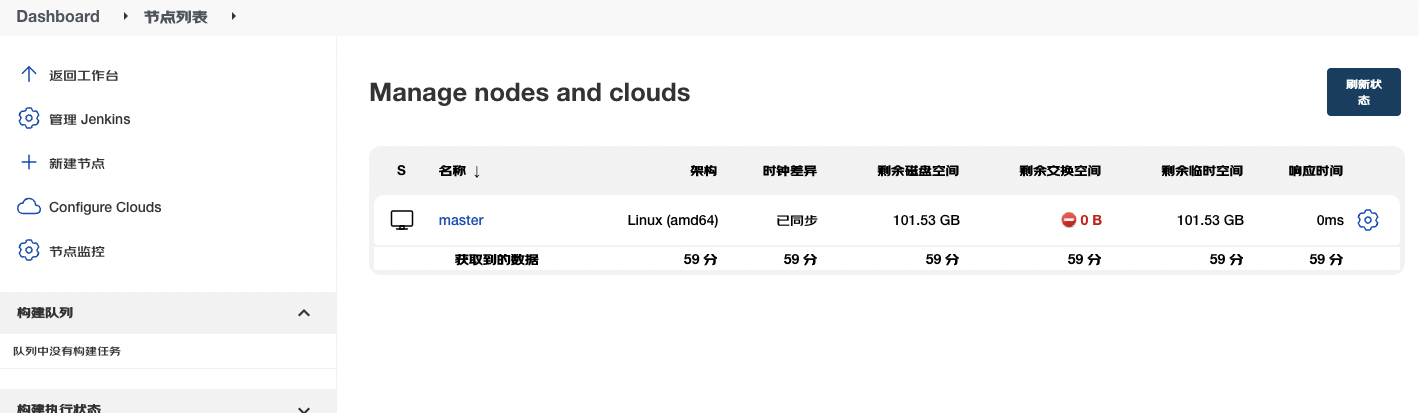 Dashboard 节点列表
返回工作台
管理 Jenkins
新建节点
Configure Clouds
节点监控
构建队列
队列中没有构建任务
构建执行状态
Manage nodes and clouds
刷新状
态
S 名称 ↓ 架构 时钟差异 剩余磁盘空间 剩余交换空间 剩余临时空间 响应时间
master Linux (amd64) 已同步 101.53 GB 0 B 101.53 GB 0ms
获取到的数据 59 分 59 分 59 分 59 分 59 分 59 分